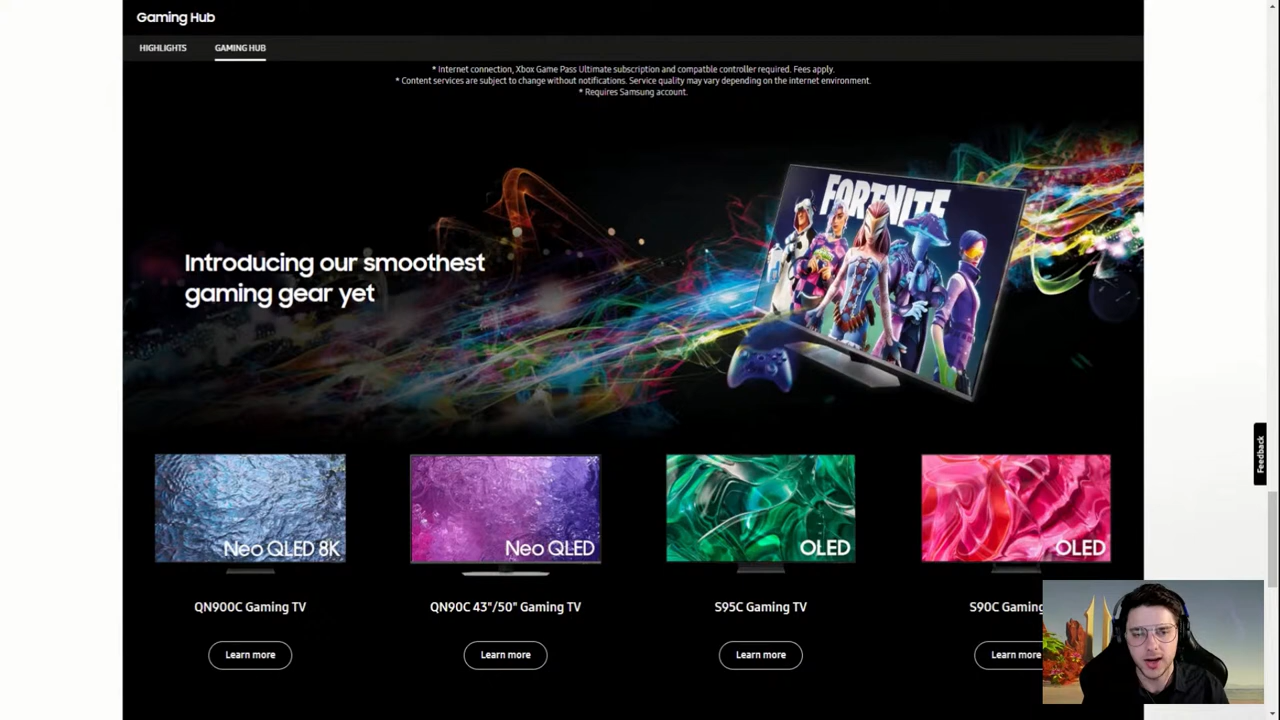 Gaming Hub
HIGHLIGHTS
GAMING HUB
* Internet connection, Xbox Game Pass Ultimate subscription and compatble controller required. Fees apply.
* Content services are subject to change without notifications. Service quality may vary depending on the internet environment.
* Requires Samsung account.
FORTNITE
Introducing our smoothest
gaming gear yet
Feedback
Neo QLED 8K
Neo QLED
OLED
OLED
QN900C Gaming TV
QN90C 43"/50" Gaming TV
S95C Gaming TV
S90C Gaming
Learn more
Learn more
Learn more
Learn more